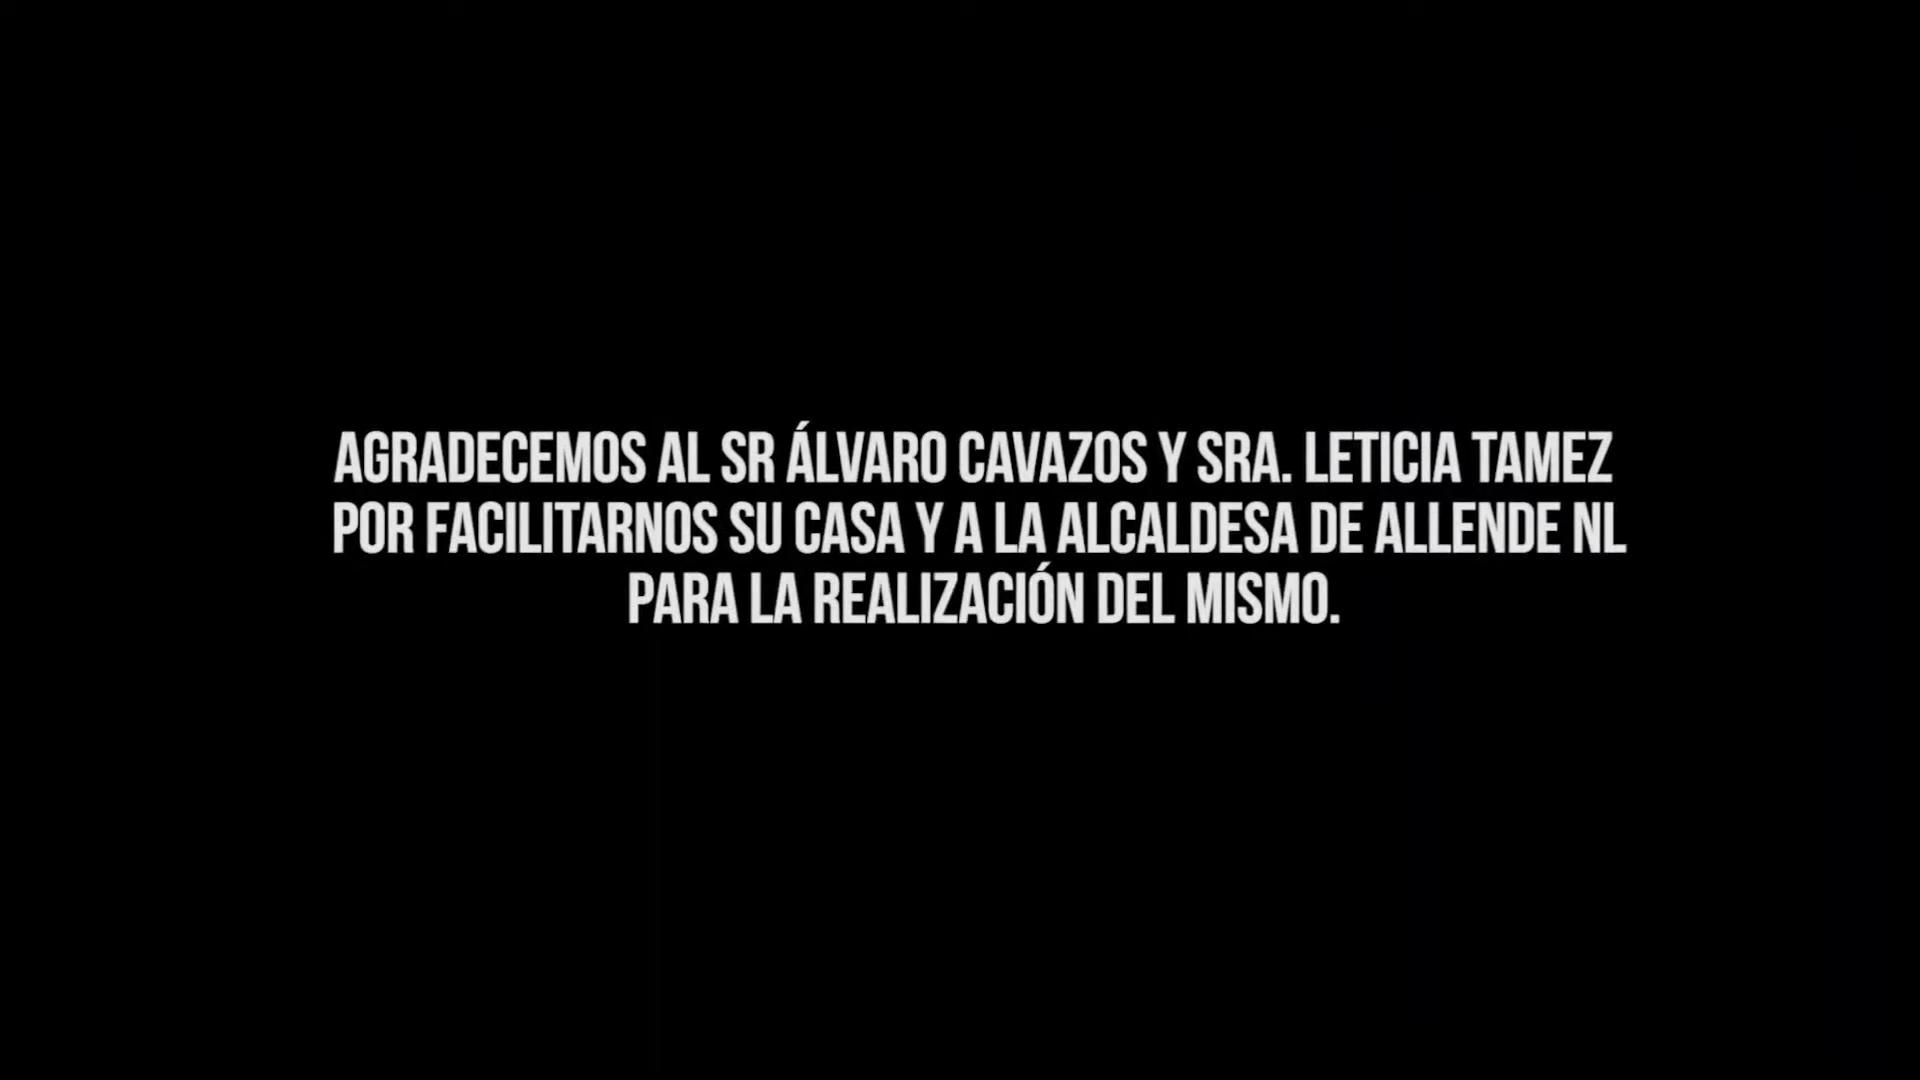 AGRADECEMOS AL SR ÁLVARO CAVAZOS Y SRA. LETICIA TAMEZ
POR FACILITARNOS SU CASA Y A LA ALCALDESA DE ALLENDE NL
PARA LA REALIZACIÓN DEL MISMO.